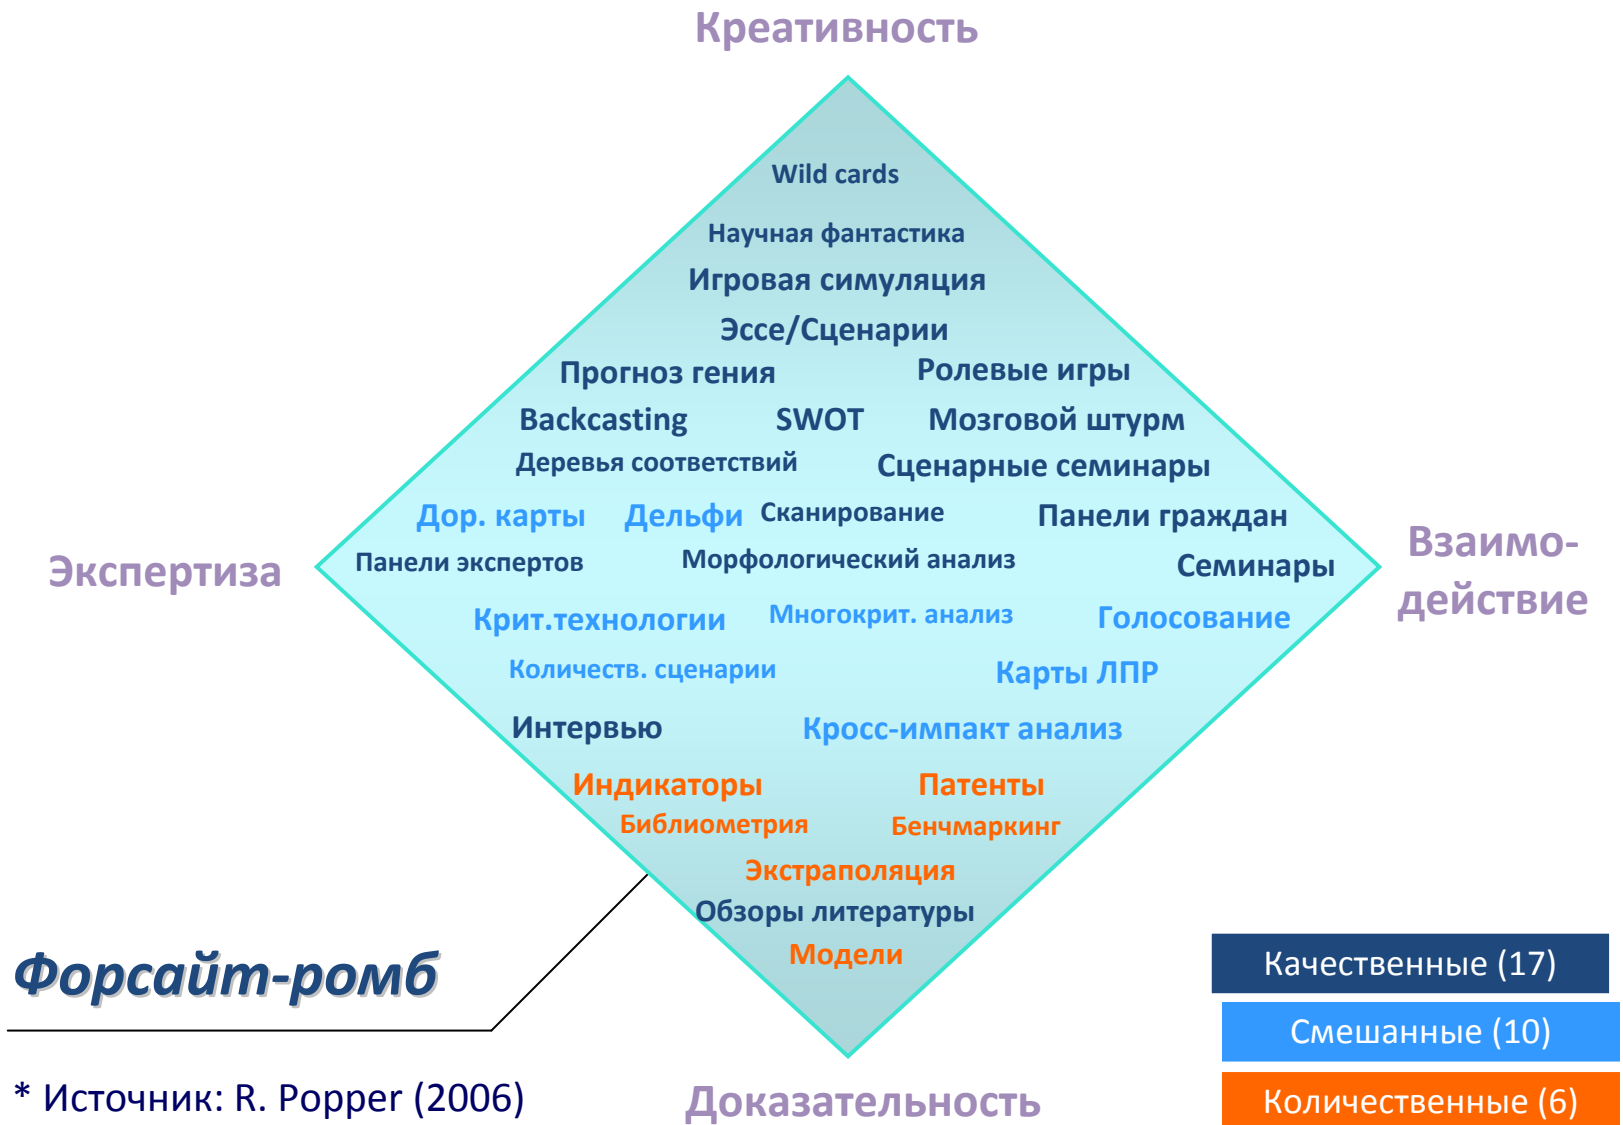 Креативность
Wild cards
Научная фантастика
Игровая симуляция
Эссе/Сценарии
Прогноз гения
Ролевые игры
Backcasting
SWOT
Мозговой штурм
Деревья соответствий
Сценарные семинары
Дор. карты
Дельфи
Сканирование
Панели граждан
Экспертиза
Панели экспертов
Морфологический анализ
Семинары
Взаимо-
действие
Крит.технологии
Многокрит. анализ
Голосование
Количеств. сценарии
Карты ЛПР
Интервью
Кросс-импакт анализ
Индикаторы
Патенты
Библиометрия
Бенчмаркинг
Экстраполяция
Обзоры литературы
Модели
Форсайт-ромб
* Источник: R. Popper (2006)
Доказательность
Качественные (17)
Смешанные (10)
Количественные (6)